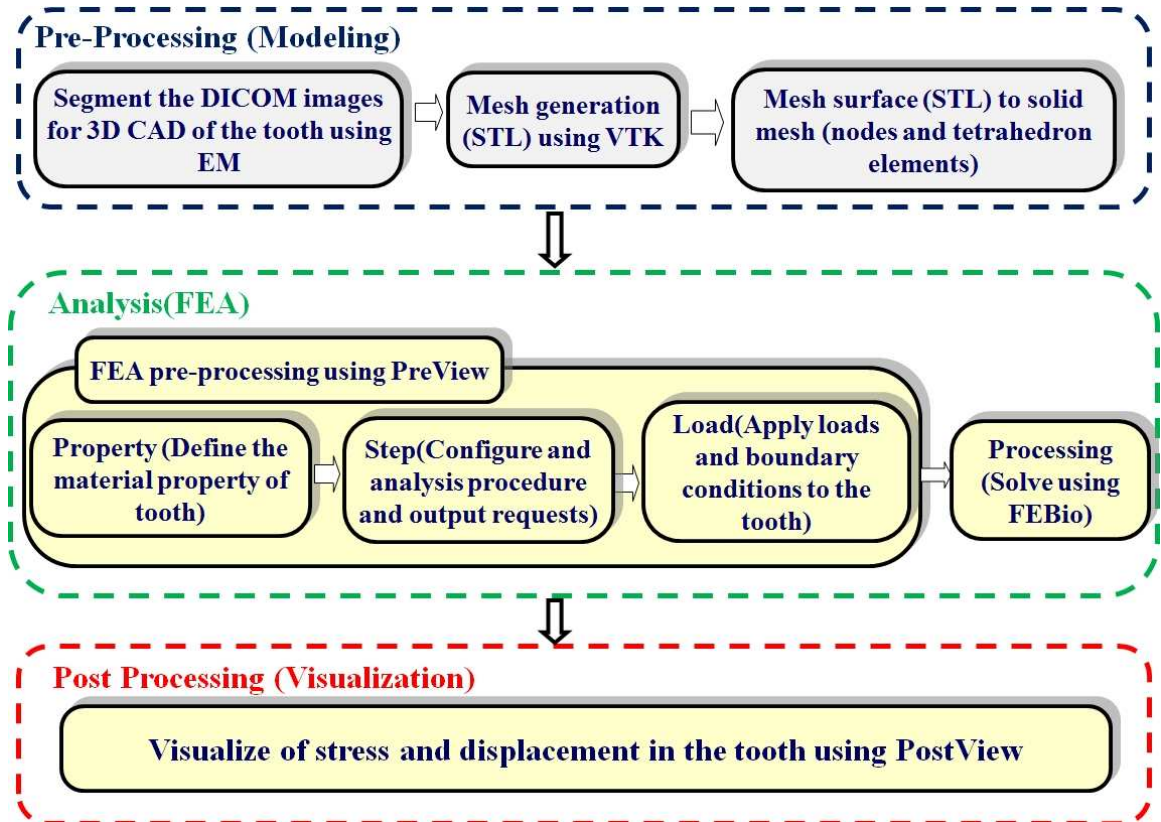 Pre-Processing (Modeling)
Segment the DICOM images
for 3D CAD of the tooth using
EM
Mesh generation
(STL) using VTK
Mesh surface (STL) to solid
mesh (nodes and tetrahedron
elements)
Analysis(FEA)
FEA pre-processing using PreView
Property (Define the
material property of
tooth)
Step(Configure and
analysis procedure
and output requests)
Load(Apply loads
and boundary
conditions to the
tooth)
Processing
(Solve using
FEBio)
Post Processing (Visualization)
Visualize of stress and displacement in the tooth using PostView